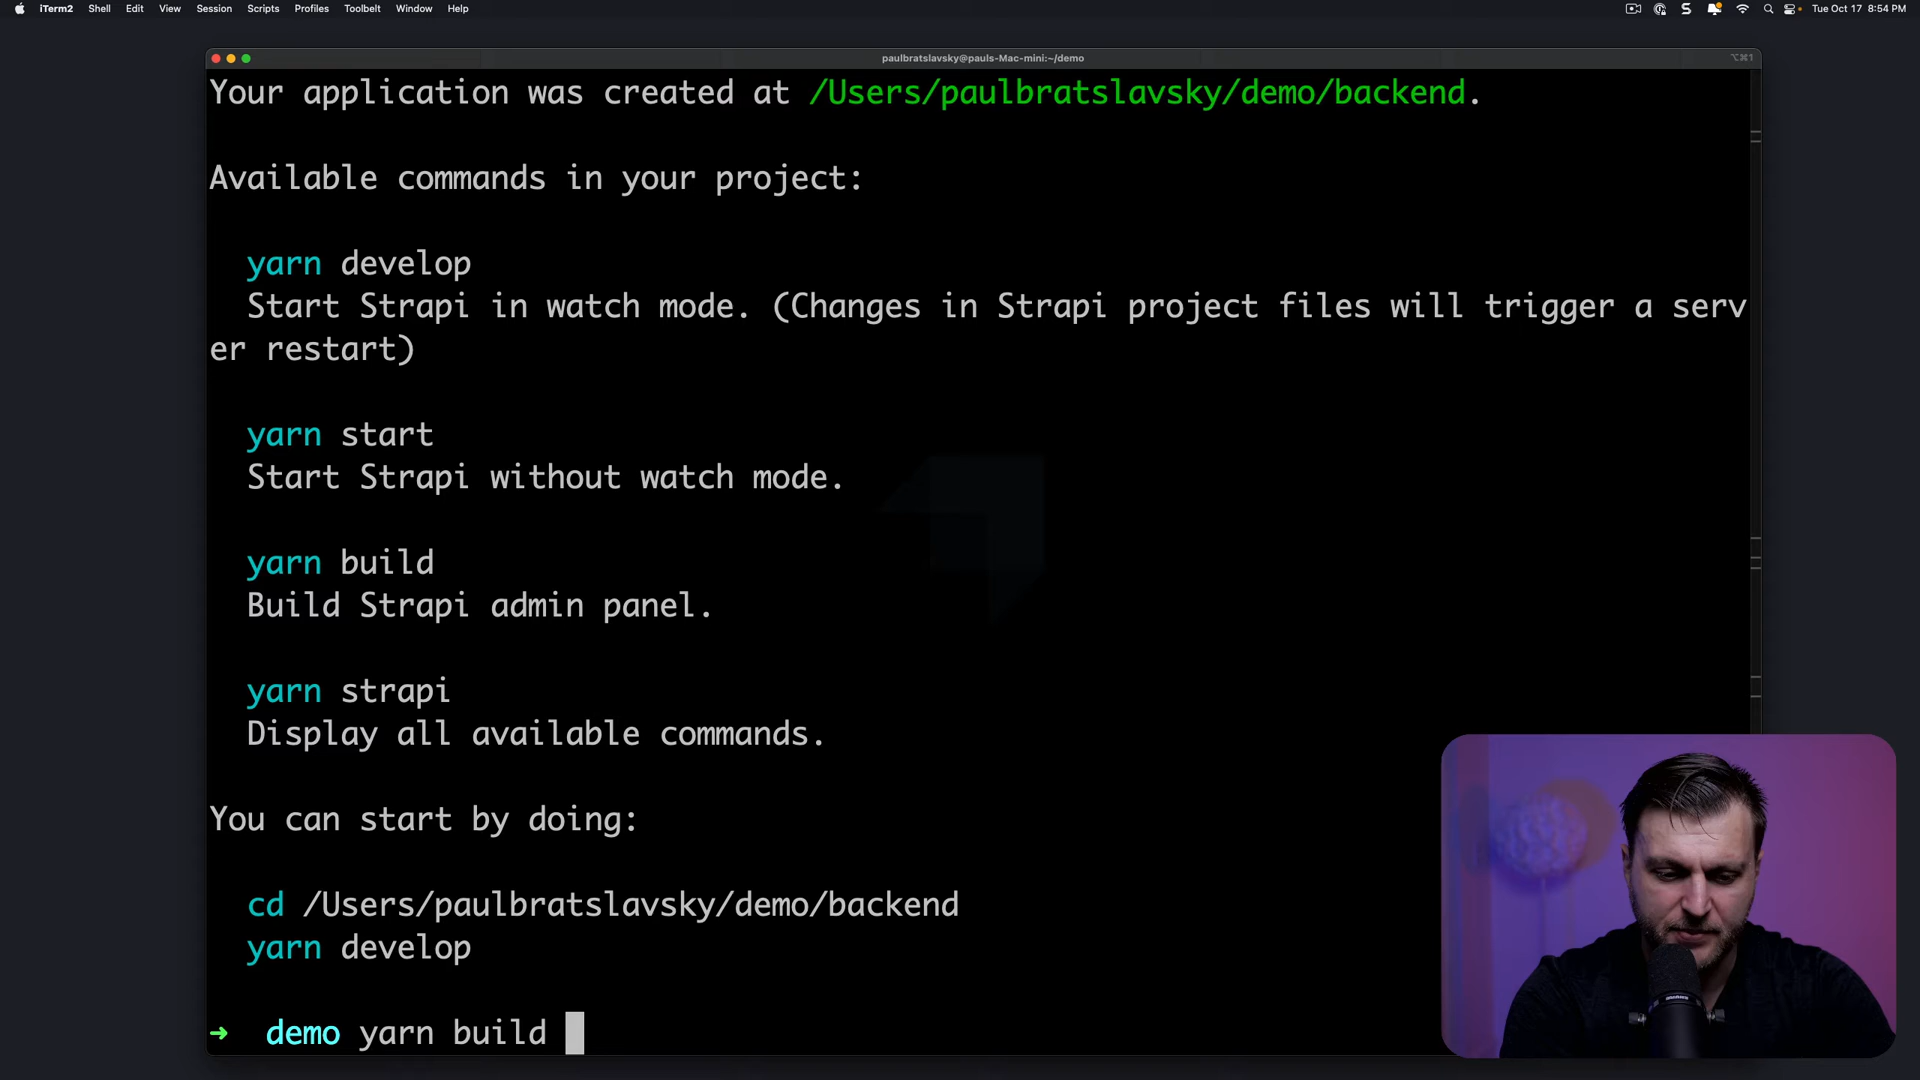 iTerm2 Shell Edit View Session Scripts Profiles Toolbelt Window Help Tue Oct 17 8:54 PM
paulbratslavsky@pauls-Mac-mini:~/demo ⌥⌘1
Your application was created at /Users/paulbratslavsky/demo/backend.
Available commands in your project:
yarn develop
Start Strapi in watch mode. (Changes in Strapi project files will trigger a serv
er restart)
yarn start
Start Strapi without watch mode.
yarn build
Build Strapi admin panel.
yarn strapi
Display all available commands.
You can start by doing:
cd /Users/paulbratslavsky/demo/backend
yarn develop
➜ demo yarn build